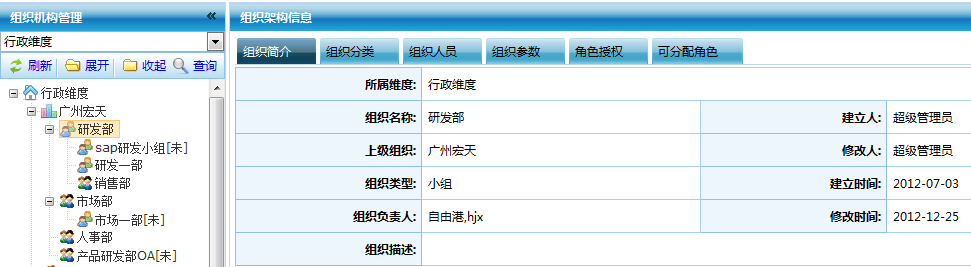 组织机构管理
行政维度
刷新 展开 收起 查询
行政维度
广州宏天
研发部
sap研发小组[未]
研发一部
销售部
市场部
市场一部[未]
人事部
产品研发部OA[未]
组织架构信息
组织简介 组织分类 组织人员 组织参数 角色授权 可分配角色
所属维度: 行政维度
组织名称: 研发部 建立人: 超级管理员
上级组织: 广州宏天 修改人: 超级管理员
组织类型: 小组 建立时间: 2012-07-03
组织负责人: 自由港,hjx 修改时间: 2012-12-25
组织描述: